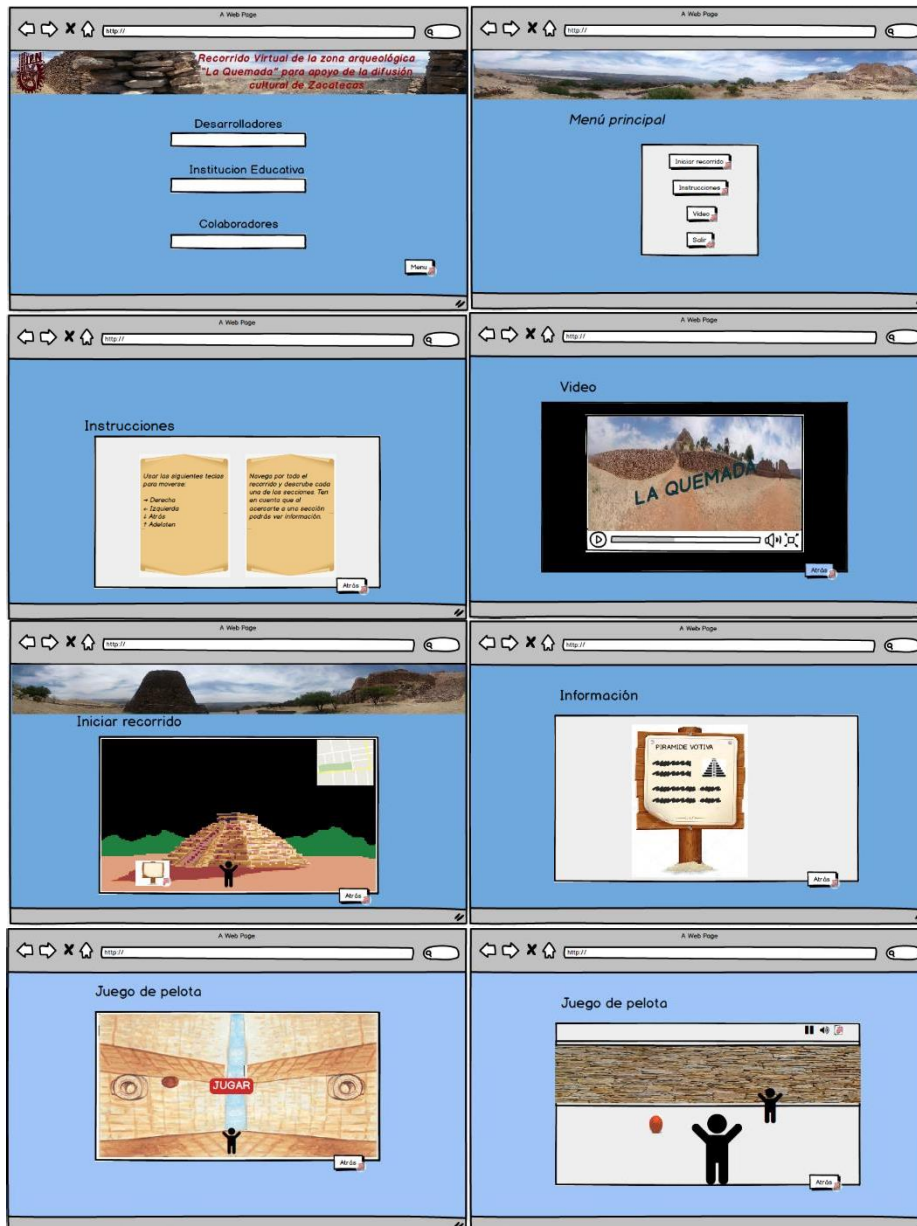 A Web Page
http://
Recorrido Virtual de la zona arqueológica
"La Quemada" para apoyo de la difusión
cultural de Zacatecas
Desarrolladores
Institucion Educativa
Colaboradores
Menu
A Web Page
http://
Menú principal
Iniciar recorrido
Instrucciones
Video
Salir
A Web Page
http://
Instrucciones
Usar las siguientes teclas
para moverse:
→ Derecha
← Izquierda
↓ Atrás
↑ Adelaten
Navega por todo el
recorrido y descrube cada
una de las secciones. Ten
en cuenta que al
acercarte a una sección
podrás ver información.
Atrás
A Web Page
http://
Video
LA QUEMADA
Atrás
A Web Page
http://
Iniciar recorrido
Atrás
A Web Page
http://
Información
PIRAMIDE VOTIVA
Atrás
A Web Page
http://
Juego de pelota
JUGAR
Atrás
A Web Page
http://
Juego de pelota
Atrás